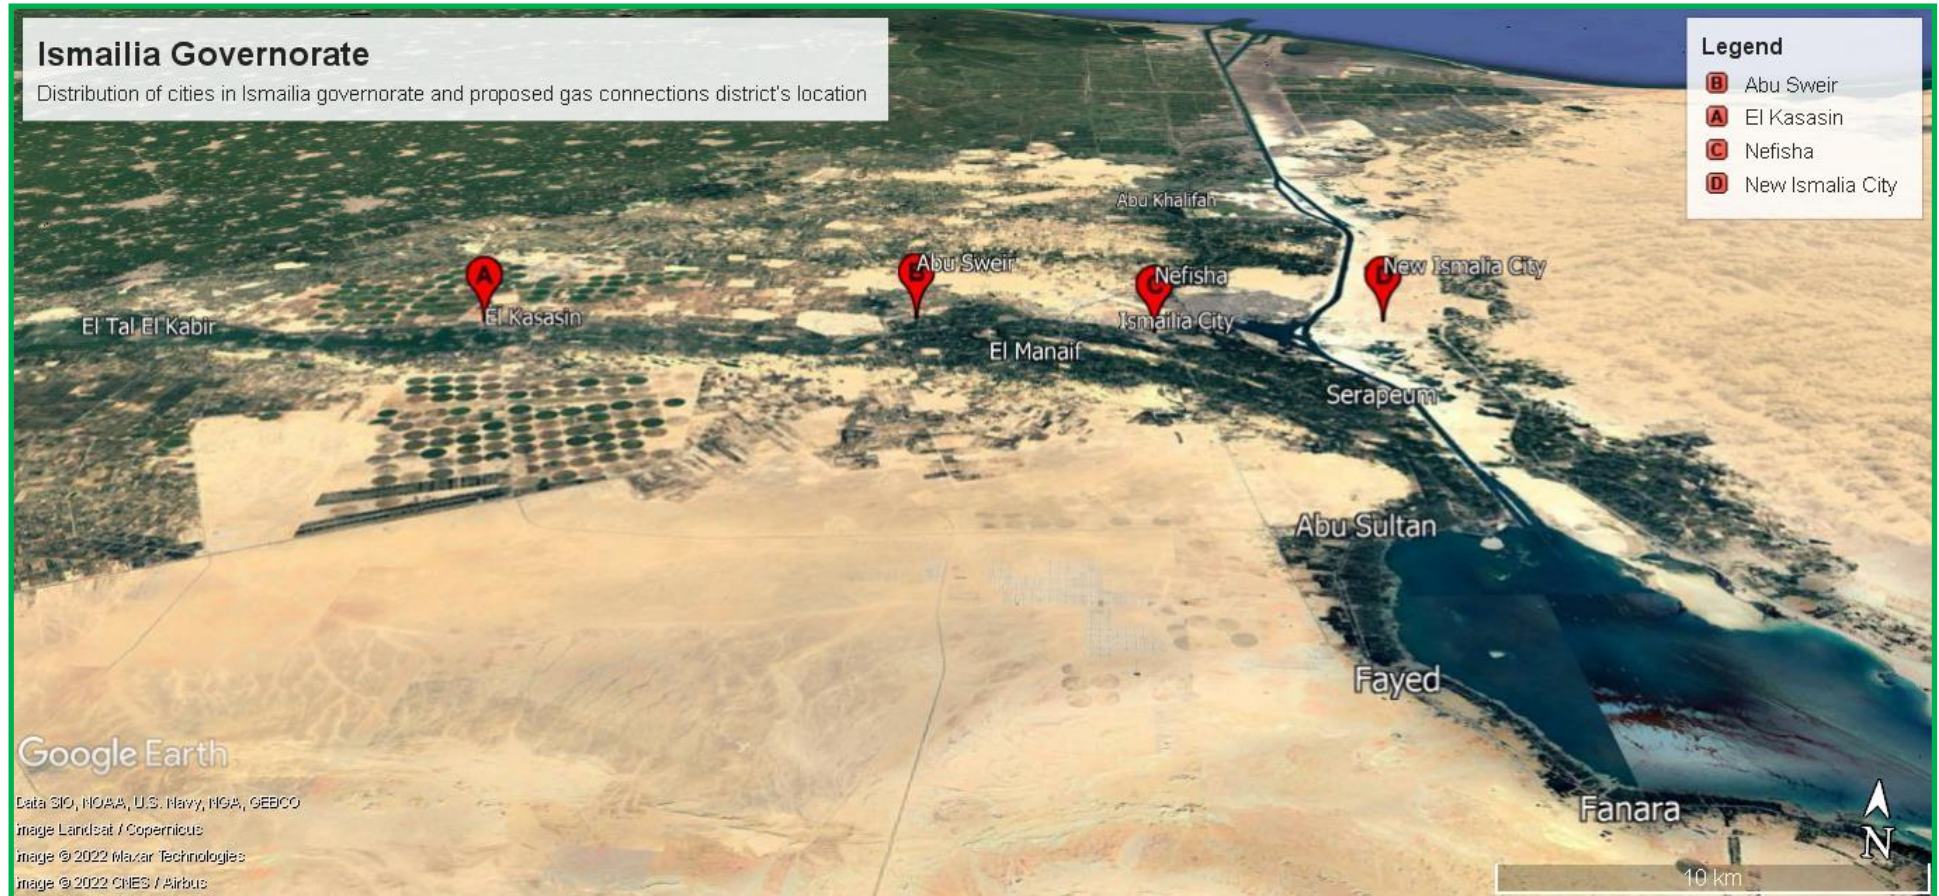 Ismailia Governorate
Distribution of cities in Ismailia governorate and proposed gas connections district's location
Legend
B Abu Sweir
A El Kasasin
C Nefisha
D New Ismalia City
Abu Khalifah
A
B Abu Sweir
C Nefisha
D New Ismalia City
El Tal El Kabir
El Kasasin
Ismailia City
El Manaif
Serapeum
Abu Sultan
Fayed
Fanara
Google Earth
Data SIO, NOAA, U.S. Navy, NGA, GEBCO
Image Landsat / Copernicus
Image © 2022 Maxar Technologies
Image © 2022 CNES / Airbus
N
10 km